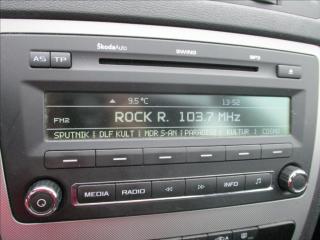 ŠkodaAuto SWING MP3
AS TP
9.5°C 13:52
FM2 ROCK R. 103.7 MHz
SPUTNIK | DLF KULT | MDR S-AN | PARADISO | KULTUR | COSMO
MEDIA RADIO INFO